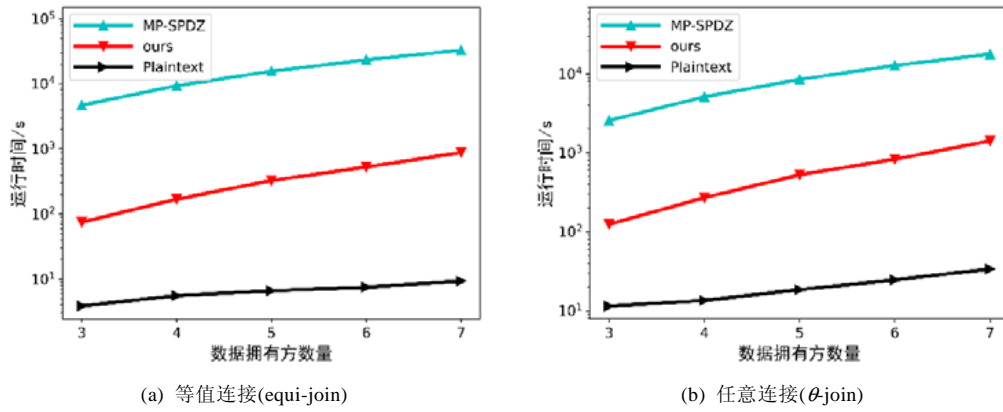 10⁵
10⁴
10³
10²
10¹
运行时间/s
MP-SPDZ
ours
Plaintext
3 4 5 6 7
数据拥有方数量
(a) 等值连接(equi-join)
10⁴
10³
10²
10¹
运行时间/s
MP-SPDZ
ours
Plaintext
3 4 5 6 7
数据拥有方数量
(b) 任意连接(θ-join)